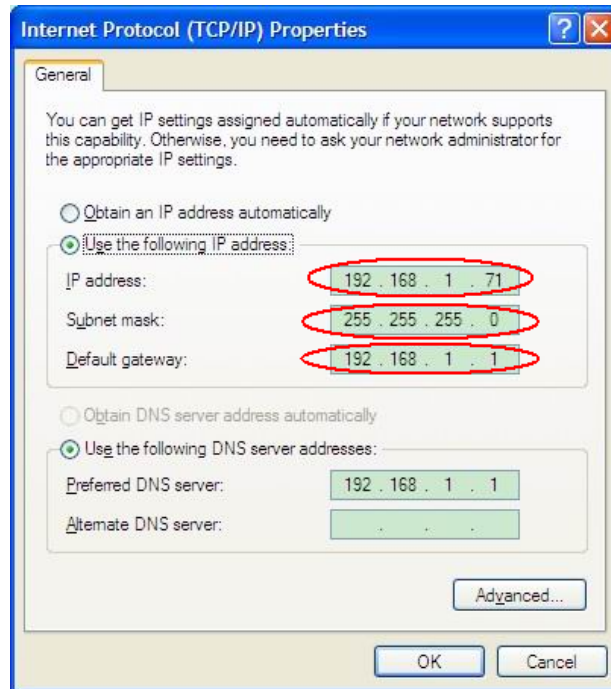 Internet Protocol (TCP/IP) Properties
General
You can get IP settings assigned automatically if your network supports
this capability. Otherwise, you need to ask your network administrator for
the appropriate IP settings.
Obtain an IP address automatically
Use the following IP address:
IP address: 192 . 168 . 1 . 71
Subnet mask: 255 . 255 . 255 . 0
Default gateway: 192 . 168 . 1 . 1
Obtain DNS server address automatically
Use the following DNS server addresses:
Preferred DNS server: 192 . 168 . 1 . 1
Alternate DNS server: . . .
Advanced...
OK Cancel